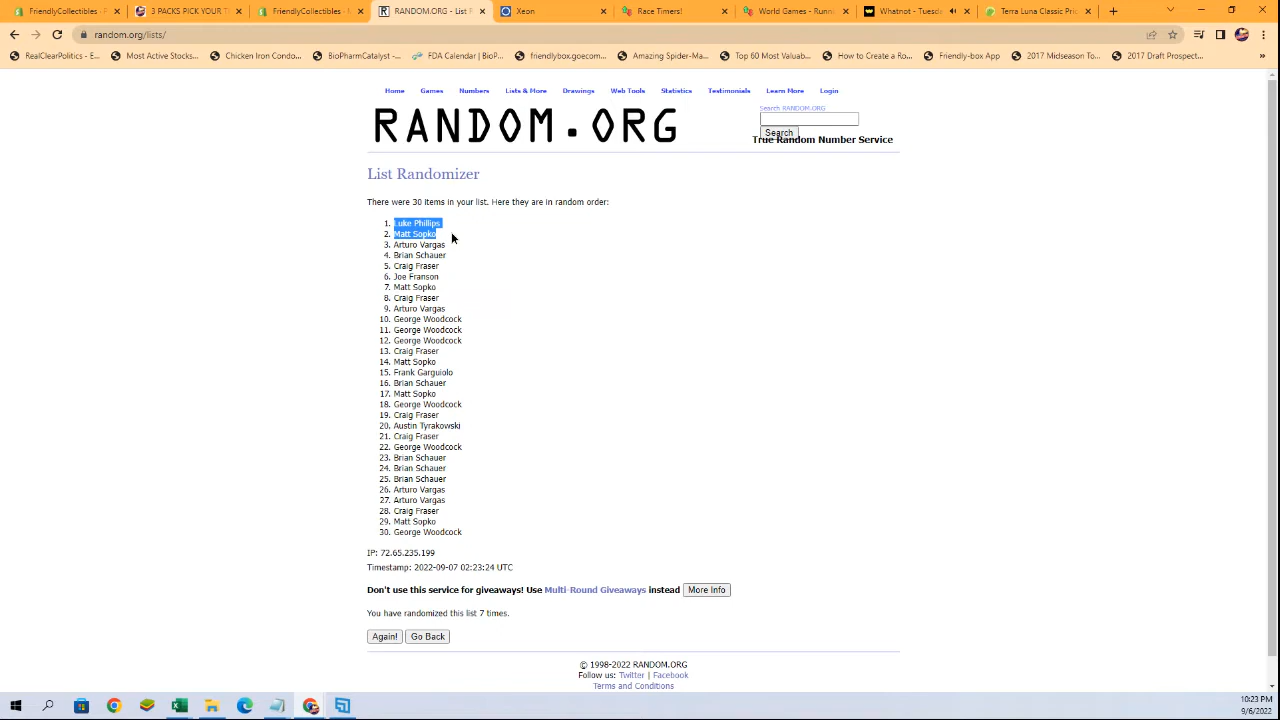 FriendlyCollectibles · F
3 PACKS PICK YOUR T
FriendlyCollectibles · F
RANDOM.ORG - List R
Xeon
Race Times!
World Games - Runn
Whatnot - Tuesd
Terra Luna Classic Pric
random.org/lists/
RealClearPolitics - E...
Most Active Stocks...
Chicken Iron Condo...
BioPharmCatalyst -...
FDA Calendar | BioP...
friendlybox.goecom...
Amazing Spider-Ma...
Top 60 Most Valuab...
How to Create a Ro...
Friendly-box App
2017 Midseason To...
2017 Draft Prospect...
Home
Games
Numbers
Lists & More
Drawings
Web Tools
Statistics
Testimonials
Learn More
Login
Search RANDOM.ORG
RANDOM.ORG
Search
True Random Number Service
List Randomizer
There were 30 items in your list. Here they are in random order:
1. Luke Phillips
2. Matt Sopko
3. Arturo Vargas
4. Brian Schauer
5. Craig Fraser
6. Joe Franson
7. Matt Sopko
8. Craig Fraser
9. Arturo Vargas
10. George Woodcock
11. George Woodcock
12. George Woodcock
13. Craig Fraser
14. Matt Sopko
15. Frank Garguiolo
16. Brian Schauer
17. Matt Sopko
18. George Woodcock
19. Craig Fraser
20. Austin Tyrakowski
21. Craig Fraser
22. George Woodcock
23. Brian Schauer
24. Brian Schauer
25. Brian Schauer
26. Arturo Vargas
27. Arturo Vargas
28. Craig Fraser
29. Matt Sopko
30. George Woodcock
IP: 72.65.235.199
Timestamp: 2022-09-07 02:23:24 UTC
Don't use this service for giveaways! Use Multi-Round Giveaways instead More Info
You have randomized this list 7 times.
Again! Go Back
© 1998-2022 RANDOM.ORG
Follow us: Twitter | Facebook
Terms and Conditions
10:23 PM
9/6/2022